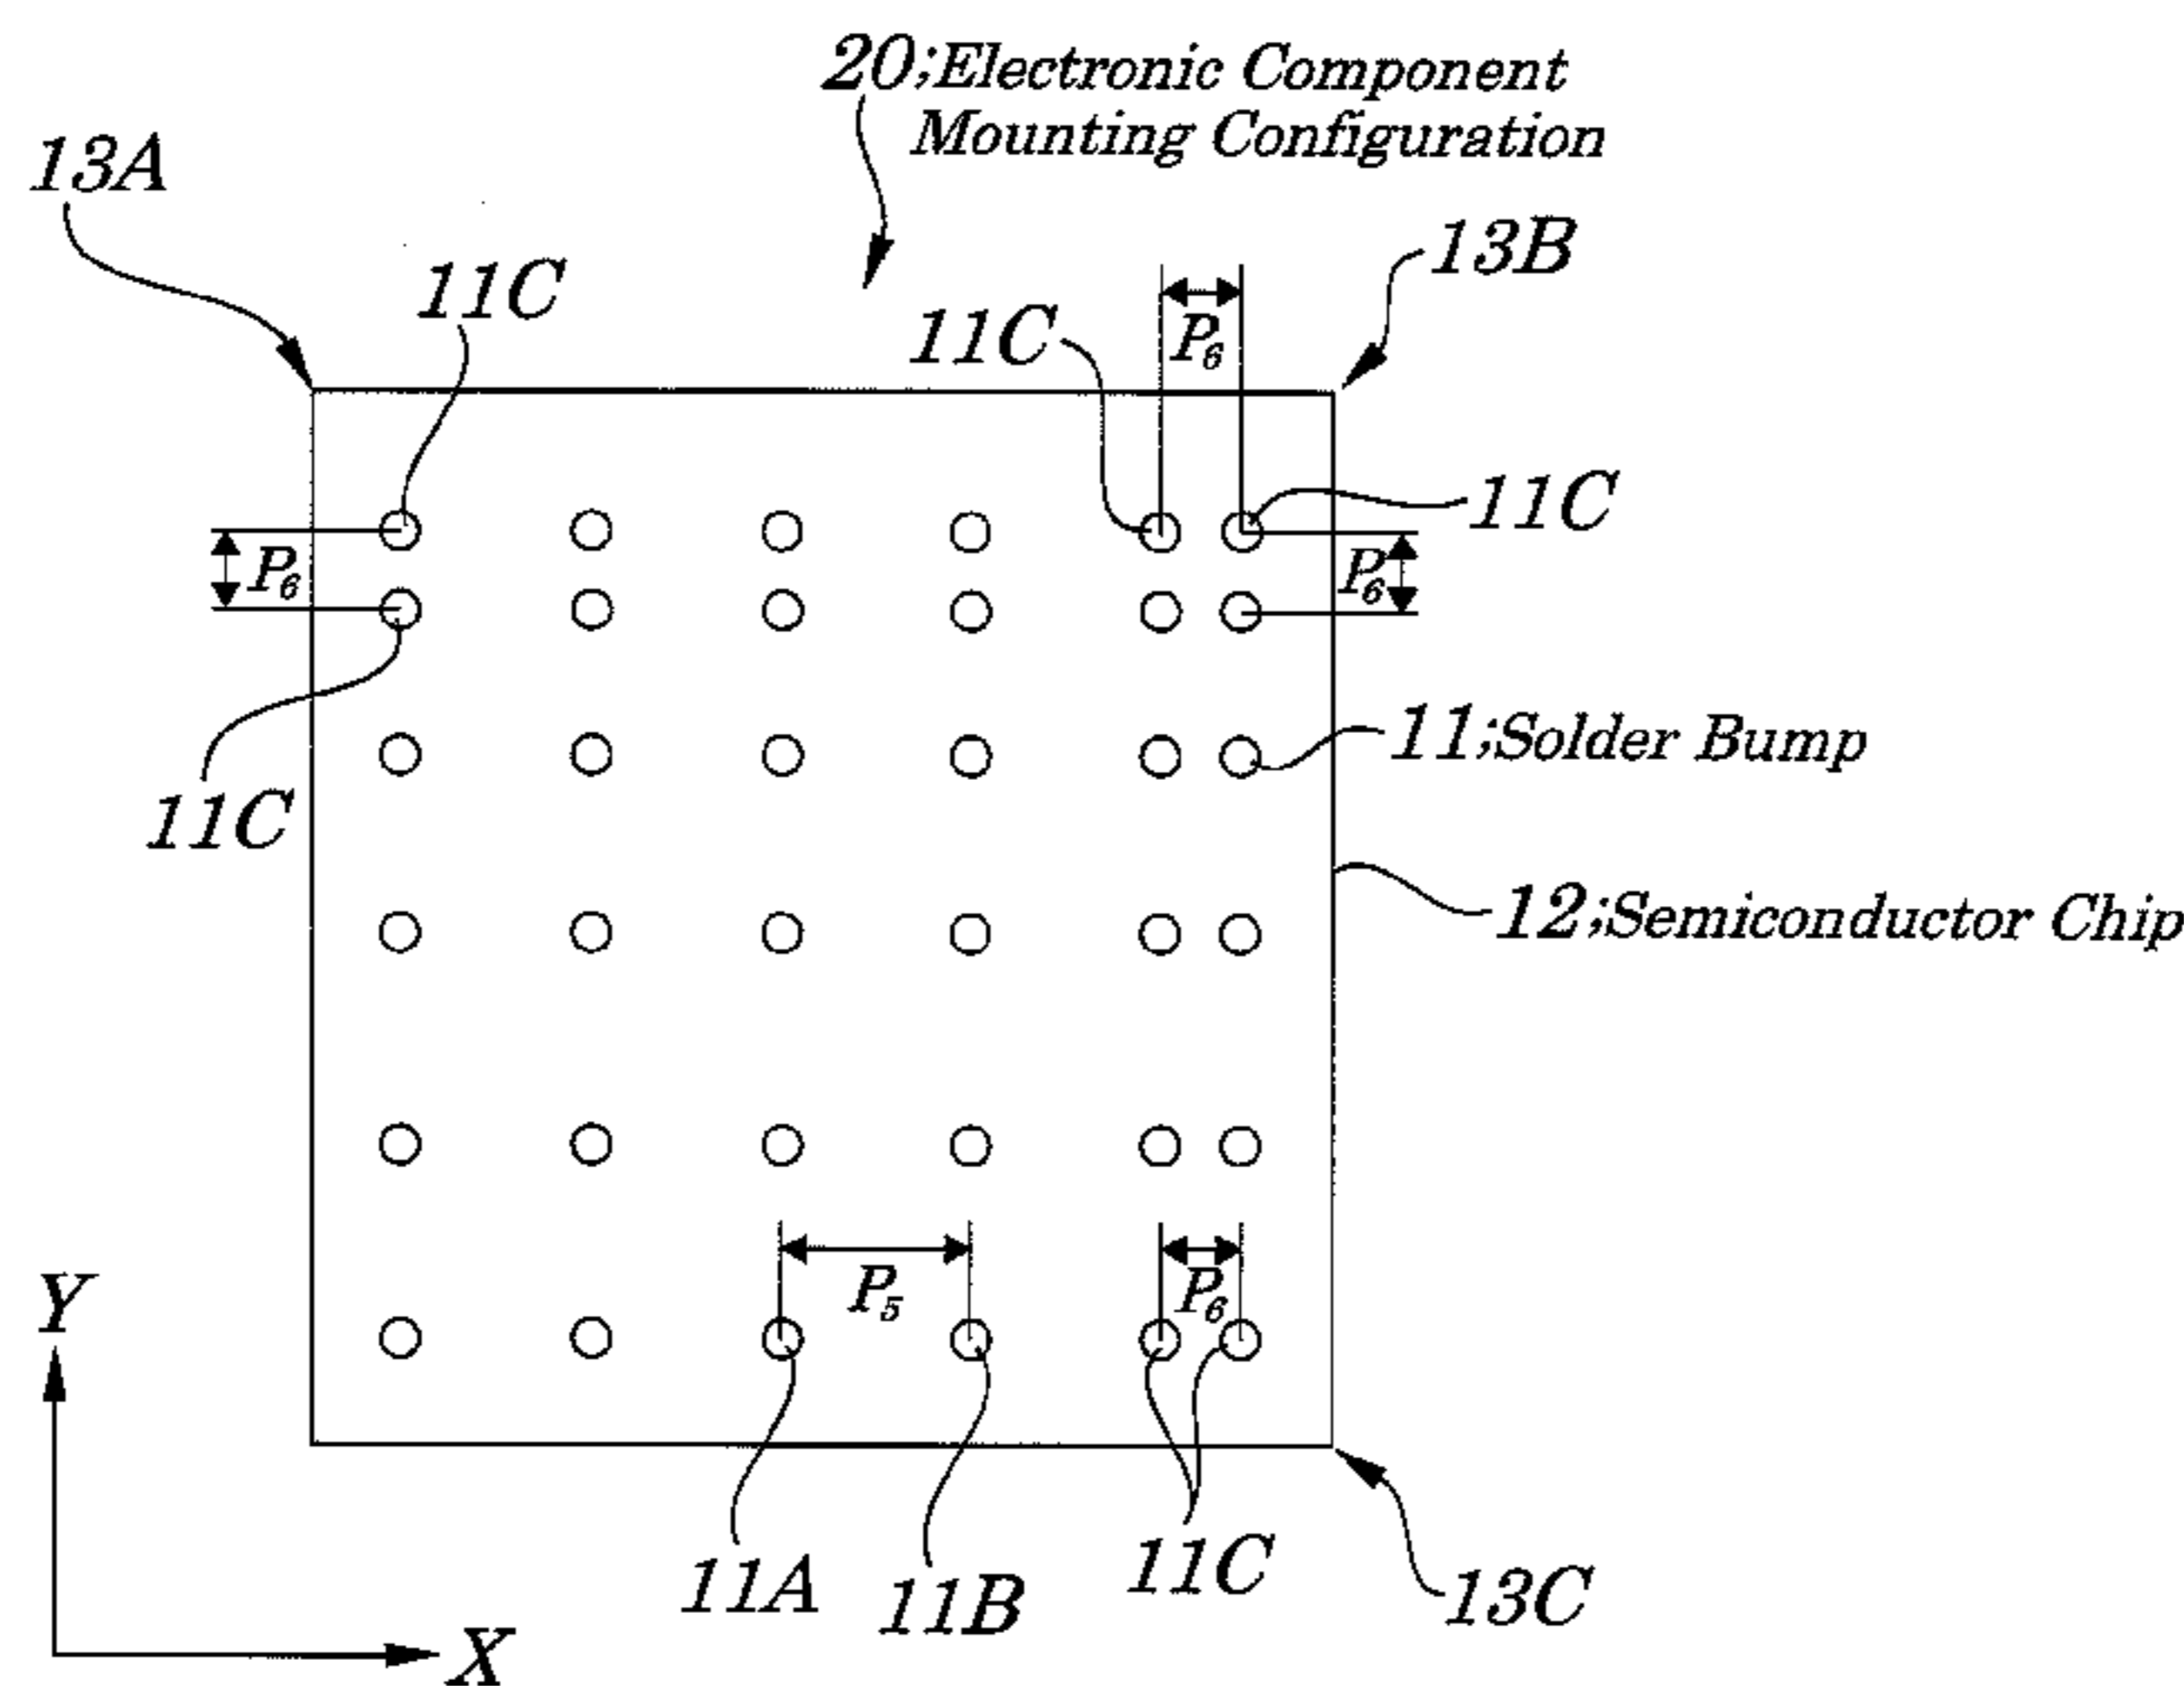 20;Electronic Component
Mounting Configuration
13A
13B
11C
11C
P6
11C
P6
P6
11;Solder Bump
11C
12;Semiconductor Chip
P5
P6
Y
11A
11B
11C
13C
X